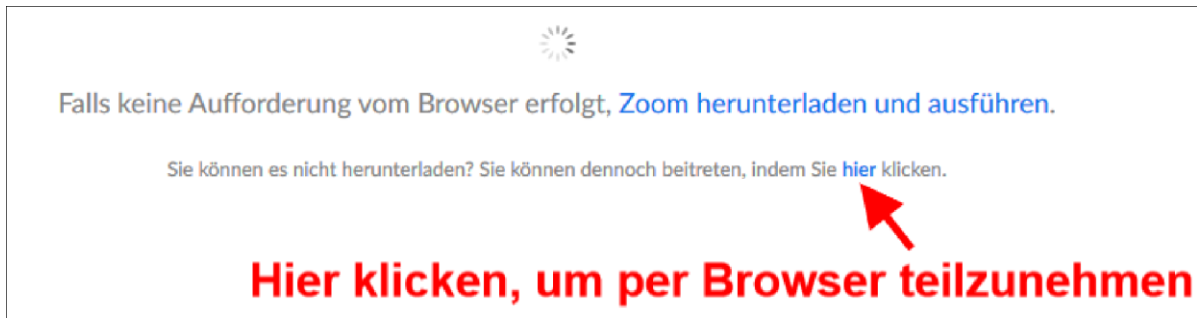 Falls keine Aufforderung vom Browser erfolgt, Zoom herunterladen und ausführen.
Sie können es nicht herunterladen? Sie können dennoch beitreten, indem Sie hier klicken.
Hier klicken, um per Browser teilzunehmen